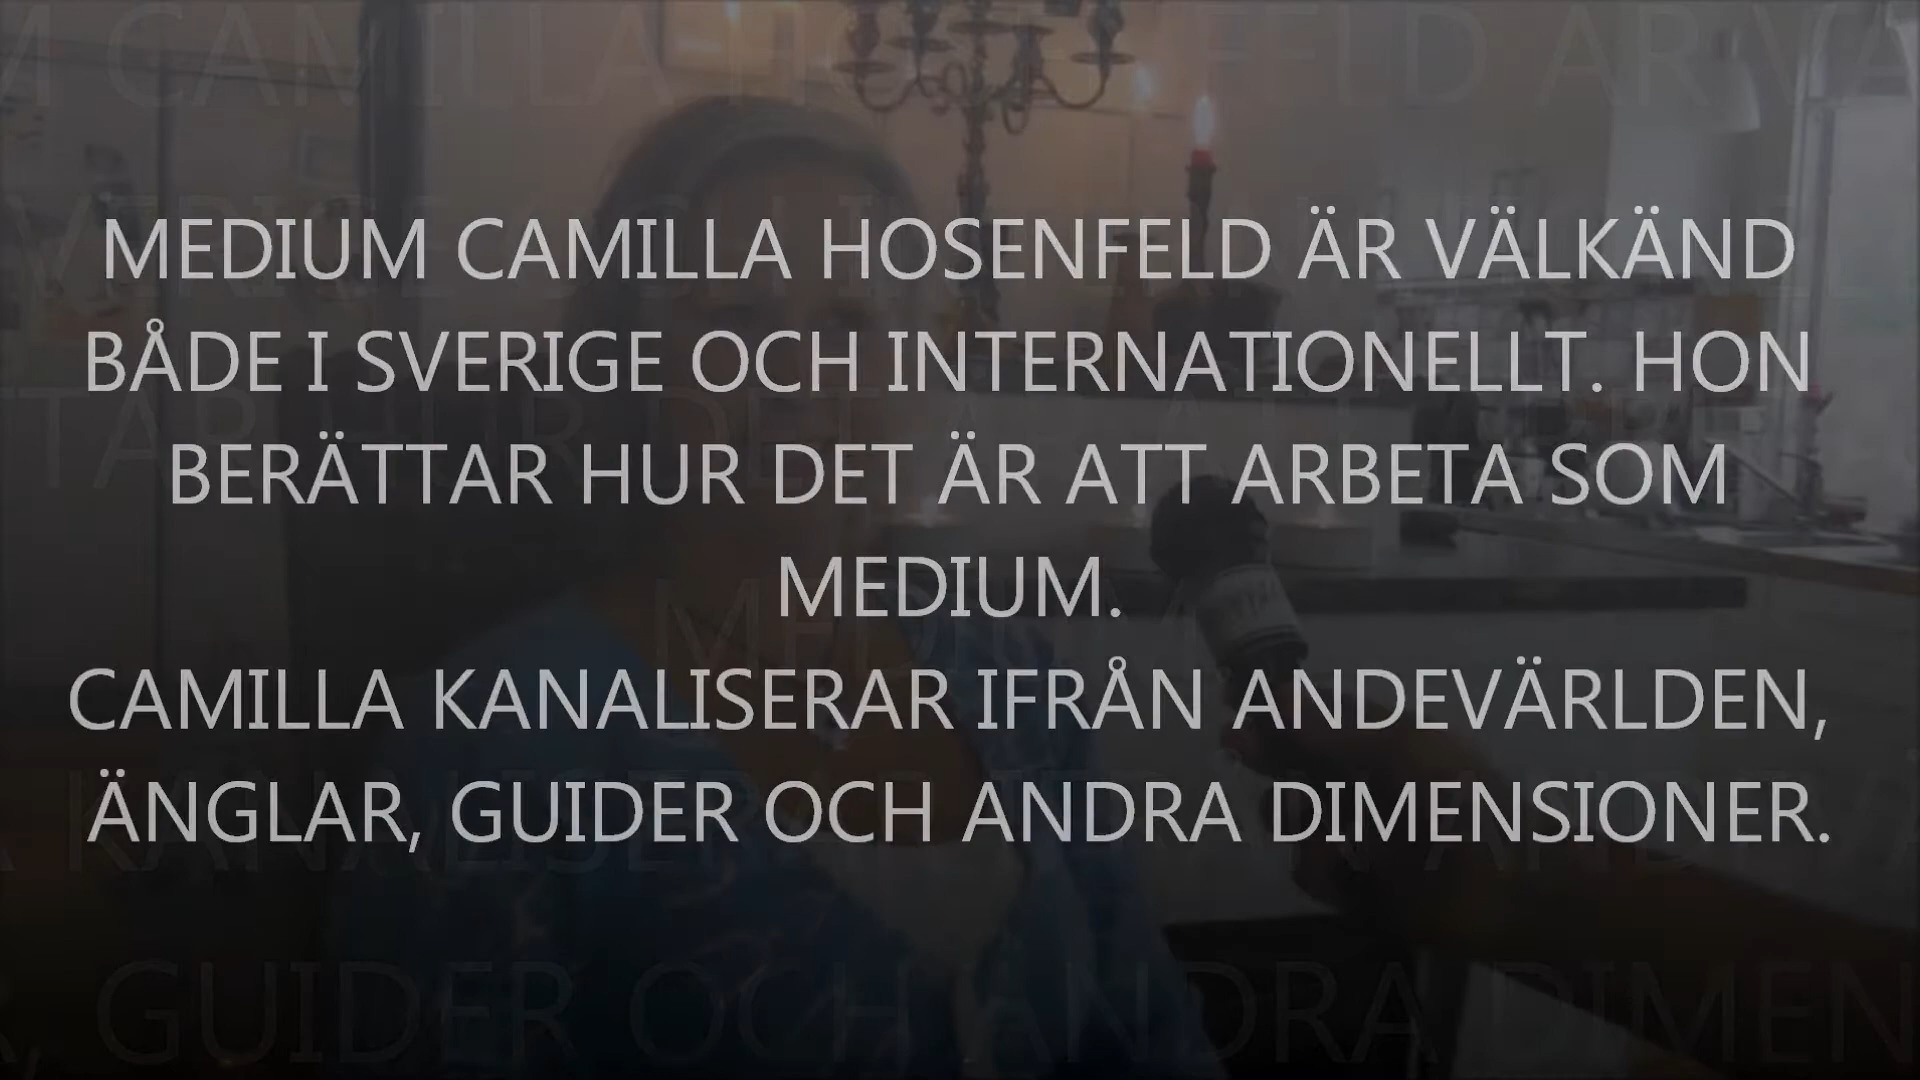 MEDIUM CAMILLA HOSENFELD ÄR VÄLKÄND
BÅDE I SVERIGE OCH INTERNATIONELLT. HON
BERÄTTAR HUR DET ÄR ATT ARBETA SOM
MEDIUM.
CAMILLA KANALISERAR IFRÅN ANDEVÄRLDEN,
ÄNGLAR, GUIDER OCH ANDRA DIMENSIONER.